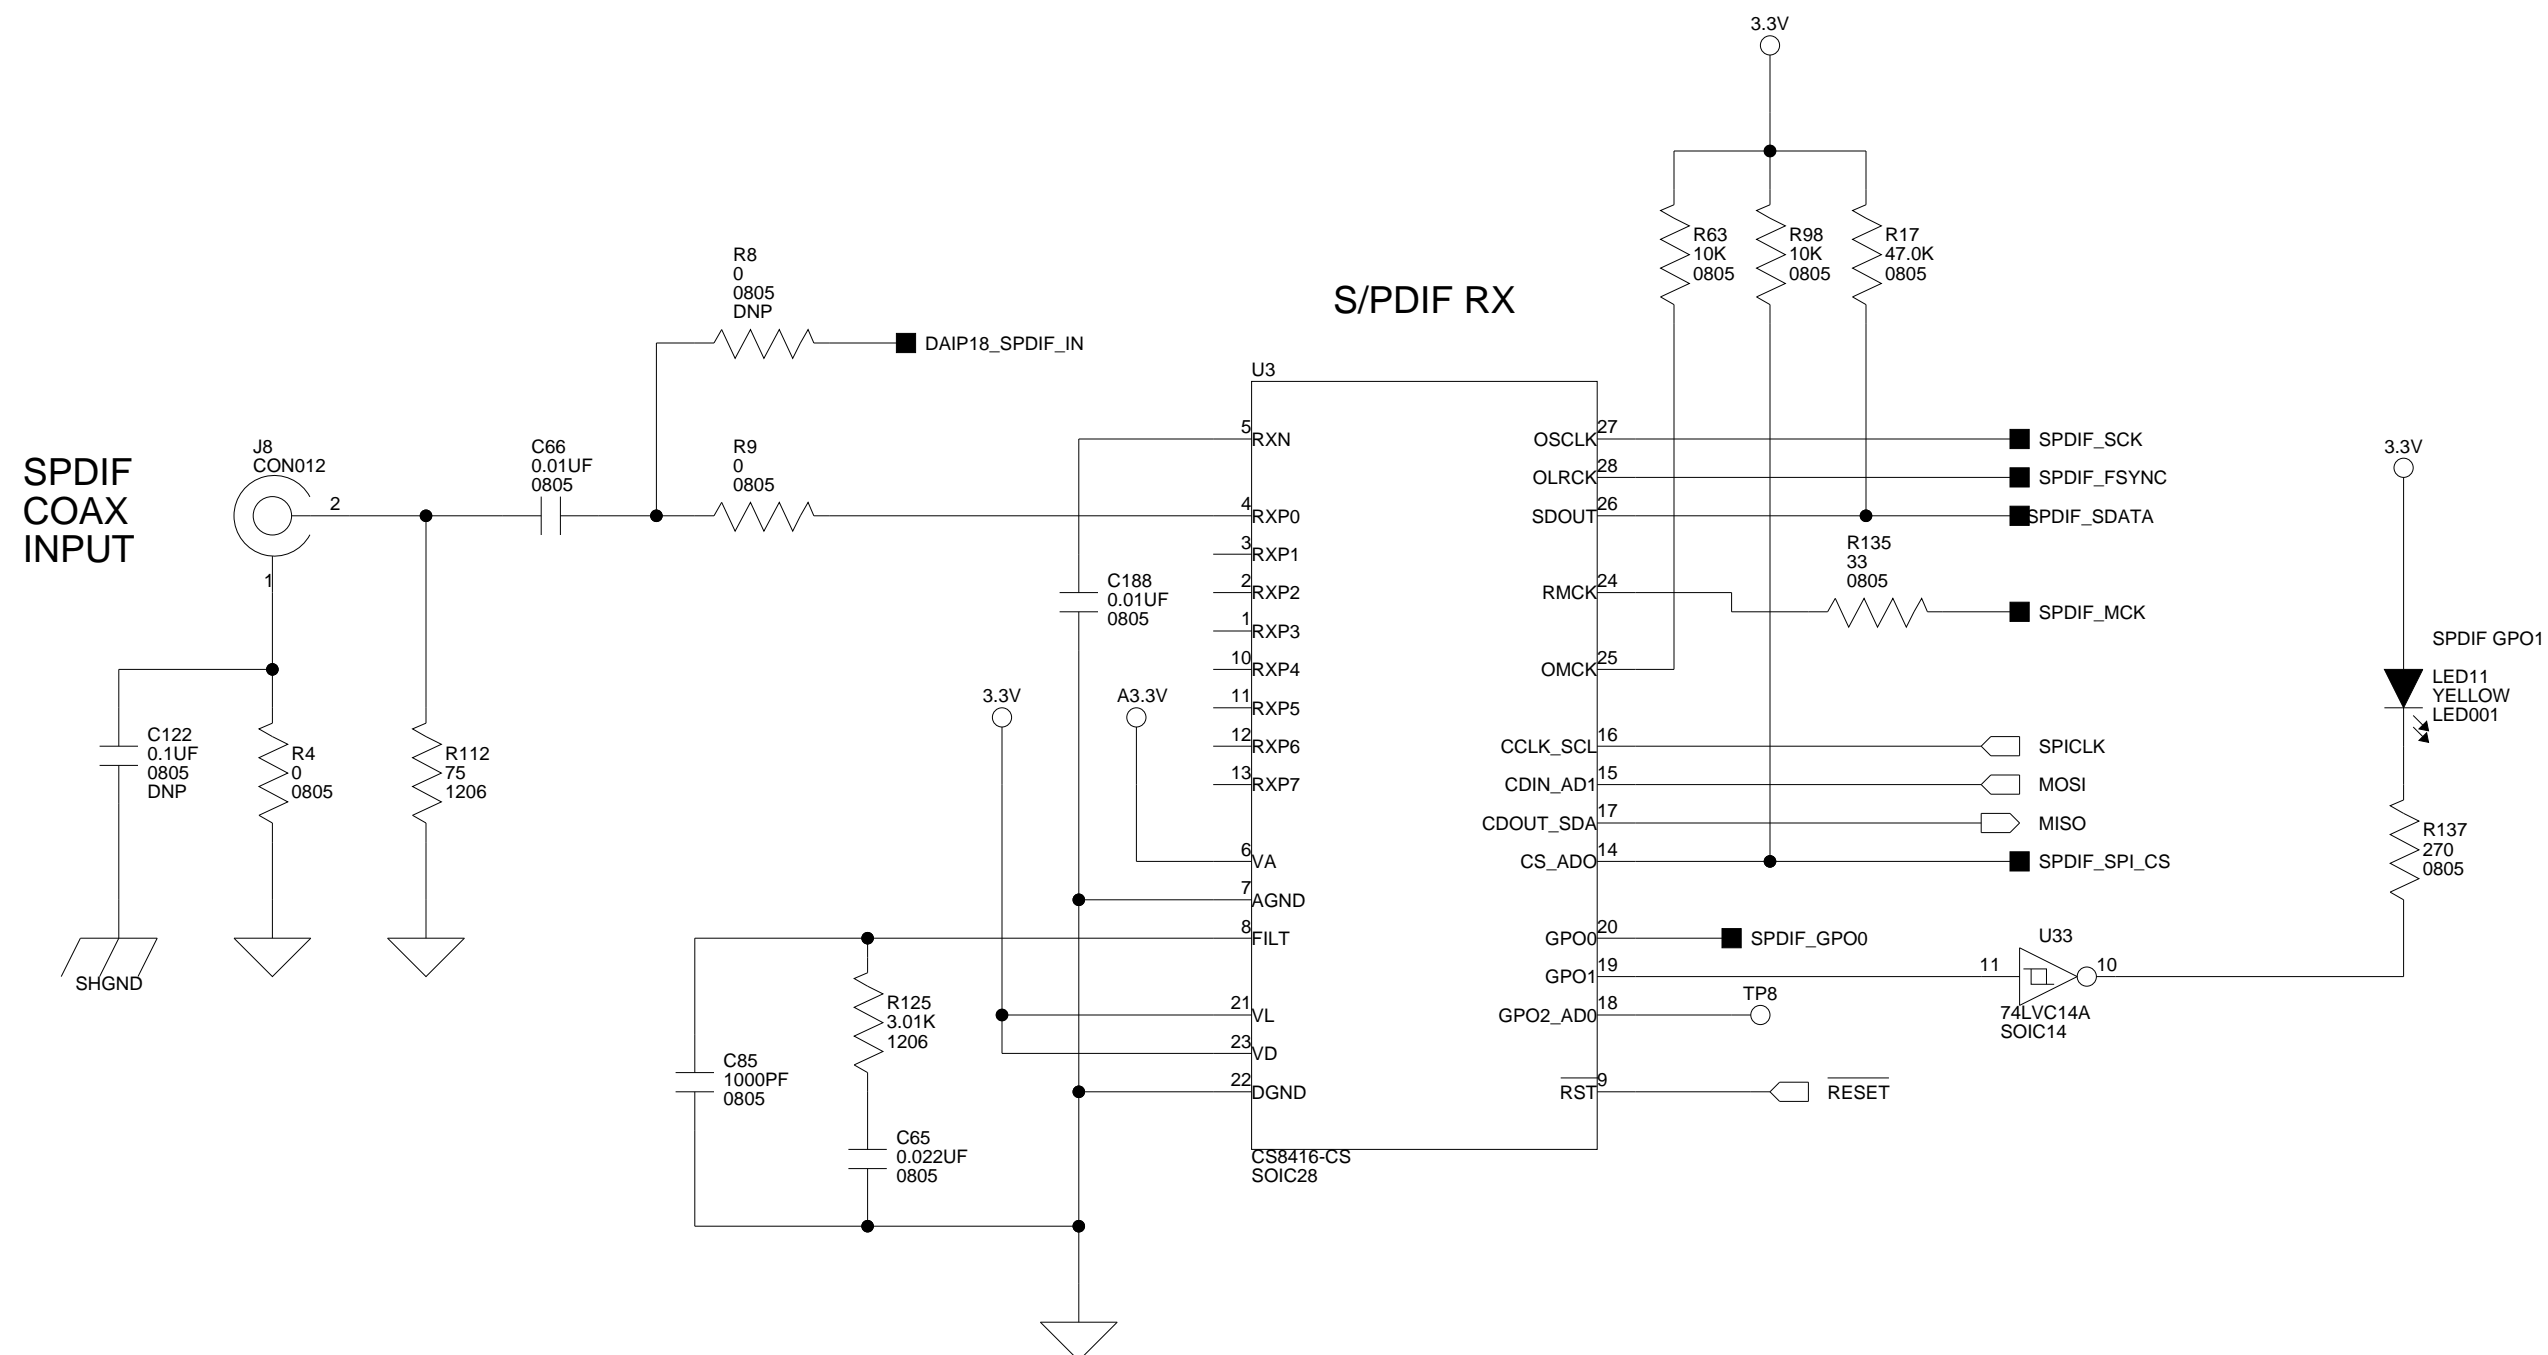 3.3V
R63
10K
0805
R98
10K
0805
R17
47.0K
0805
R8
0
0805
DNP
DAIP18_SPDIF_IN
S/PDIF RX
SPDIF
COAX
INPUT
J8
CON012
2
1
C66
0.01UF
0805
R9
0
0805
C122
0.1UF
0805
DNP
SHGND
R4
0
0805
R112
75
1206
C188
0.01UF
0805
3.3V
A3.3V
R125
3.01K
1206
C85
1000PF
0805
C65
0.022UF
0805
U3
5 RXN
4 RXP0
3 RXP1
2 RXP2
1 RXP3
10 RXP4
11 RXP5
12 RXP6
13 RXP7
6 VA
7 AGND
8 FILT
21 VL
23 VD
22 DGND
CS8416-CS
SOIC28
OSCLK 27 SPDIF_SCK
OLRCK 28 SPDIF_FSYNC
SDOUT 26 SPDIF_SDATA
R135
33
0805
RMCK 24 SPDIF_MCK
OMCK 25
CCLK_SCL 16 SPICLK
CDIN_AD1 15 MOSI
CDOUT_SDA 17 MISO
CS_ADO 14 SPDIF_SPI_CS
GPO0 20 SPDIF_GPO0
GPO1 19
GPO2_AD0 18
TP8
RST 9 RESET
U33
11
10
74LVC14A
SOIC14
3.3V
SPDIF GPO1
LED11
YELLOW
LED001
R137
270
0805